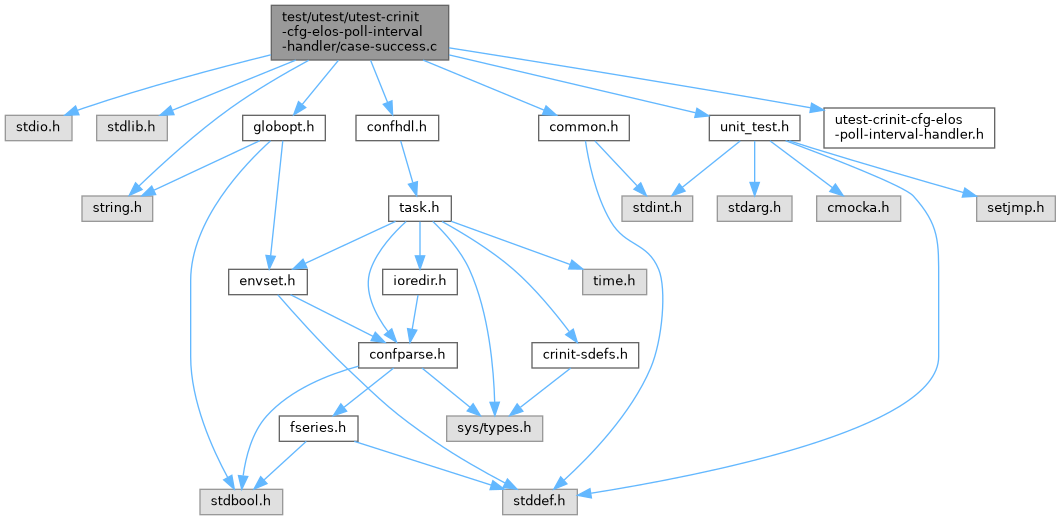 test/utest/utest-crinit
-cfg-elos-poll-interval
-handler/case-success.c
stdio.h
stdlib.h
globopt.h
confhdl.h
common.h
unit_test.h
utest-crinit-cfg-elos
-poll-interval-handler.h
string.h
task.h
stdint.h
stdarg.h
cmocka.h
setjmp.h
envset.h
ioredir.h
time.h
confparse.h
crinit-sdefs.h
fseries.h
sys/types.h
stdbool.h
stddef.h